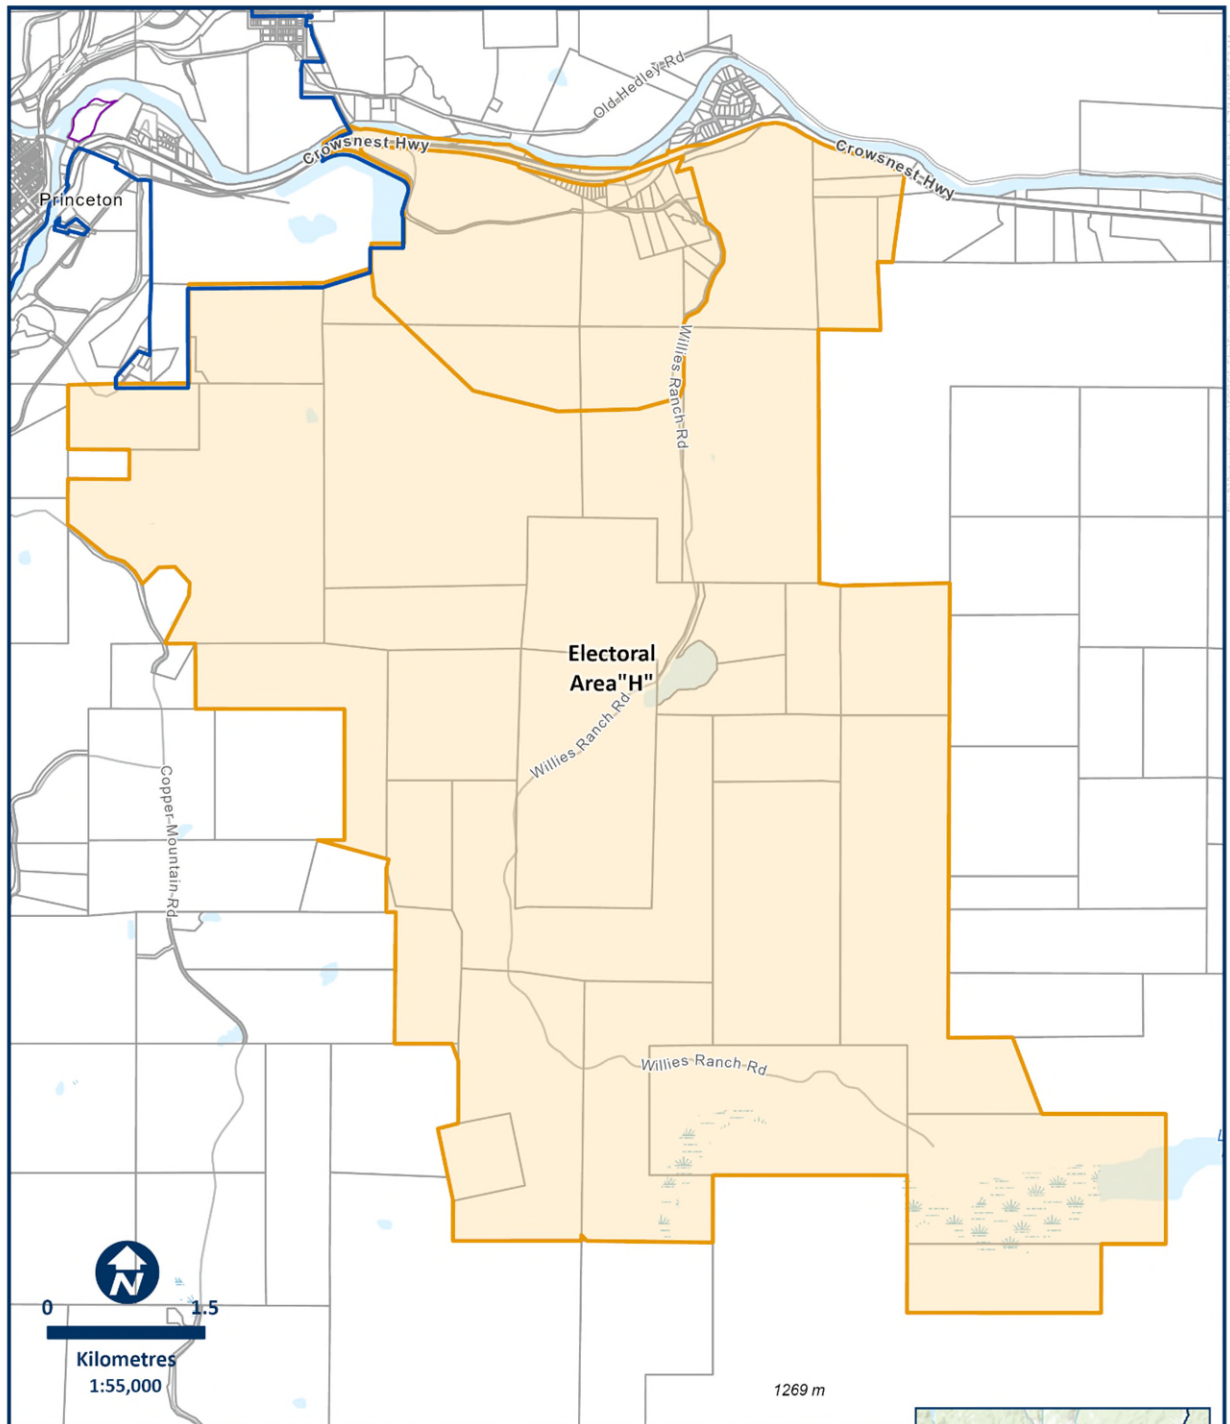 Old Hedley Rd
Crowsnest Hwy
Crowsnest Hwy
Princeton
Willies Ranch Rd
Electoral
Area"H"
Willies Ranch Rd
Copper Mountain Rd
Willies Ranch Rd
N
0 1.5
Kilometres
1:55,000
1269 m